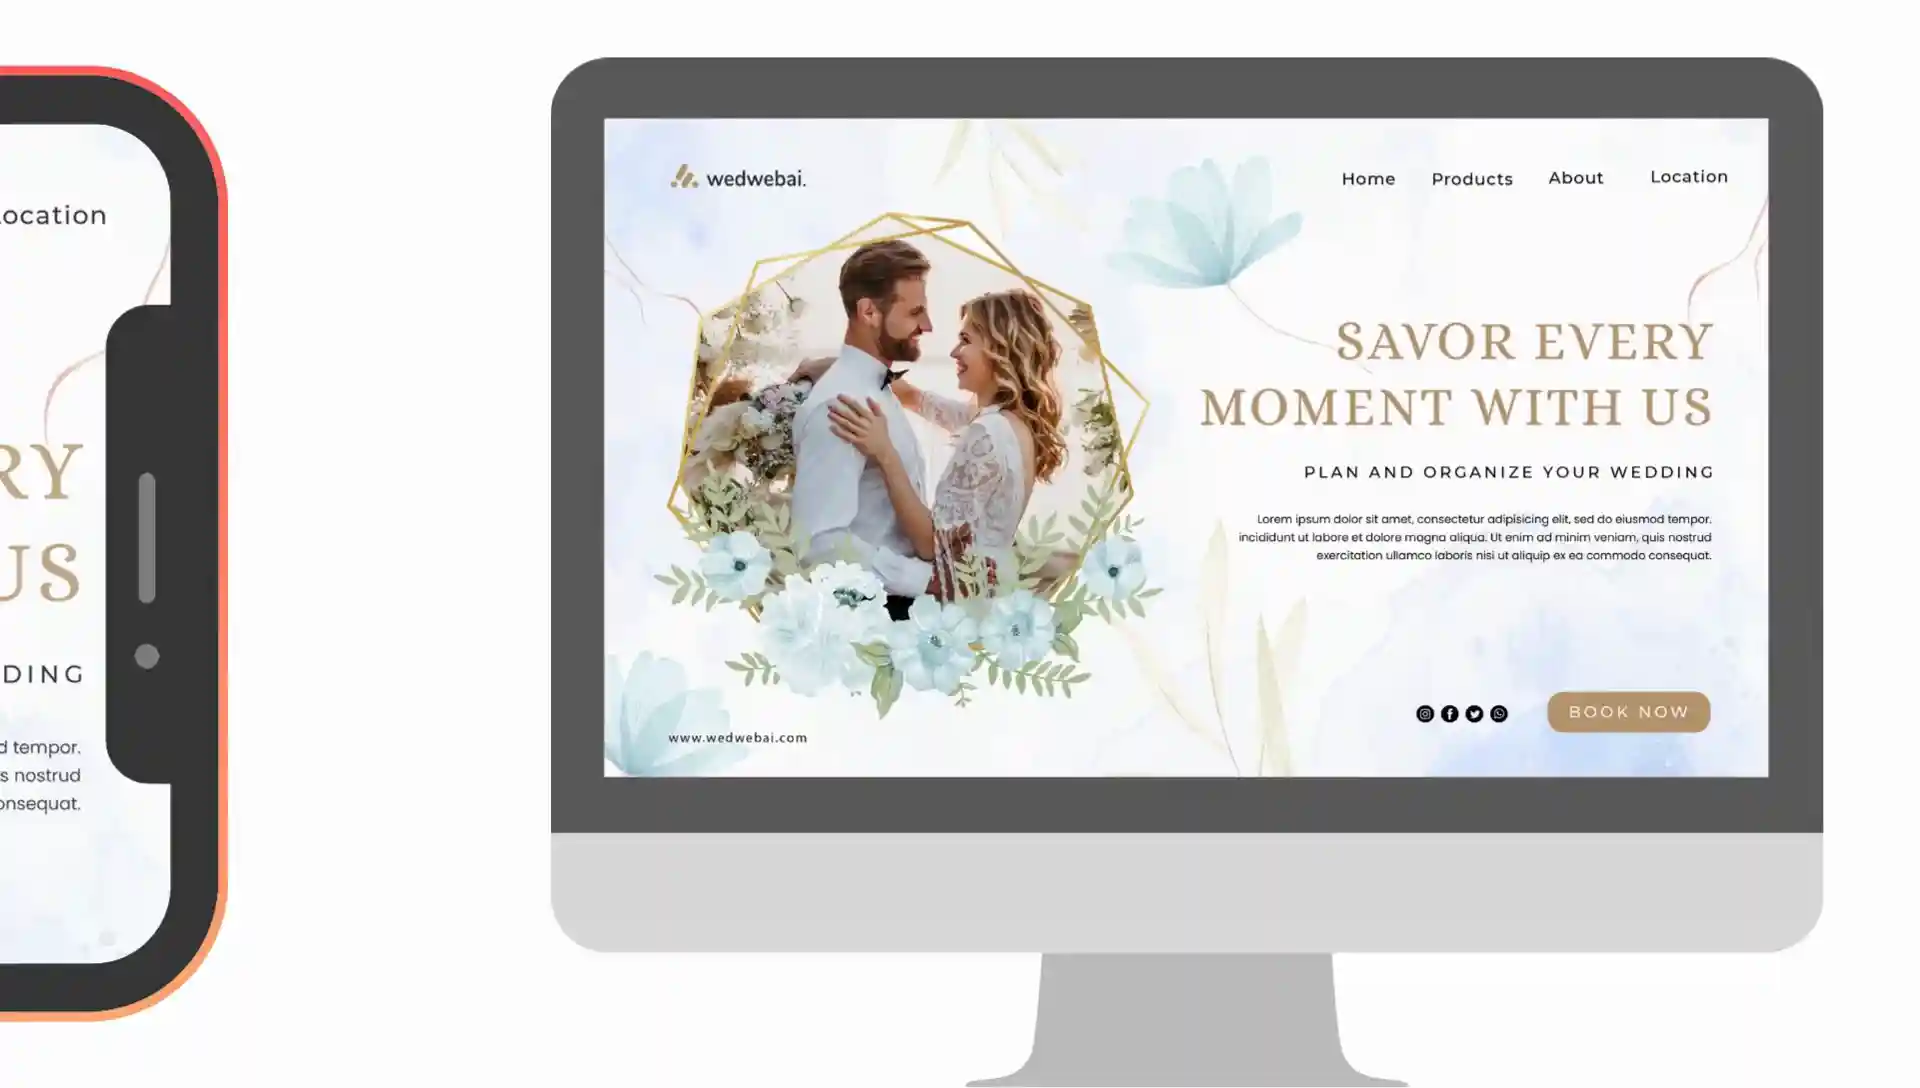 ocation
RY
US
DING
d tempor.
s nostrud
onsequat.
wedwebai.
Home Products About Location
SAVOR EVERY
MOMENT WITH US
PLAN AND ORGANIZE YOUR WEDDING
Lorem ipsum dolor sit amet, consectetur adipisicing elit, sed do eiusmod tempor.
incididunt ut labore et dolore magna aliqua. Ut enim ad minim veniam, quis nostrud
exercitation ullamco laboris nisi ut aliquip ex ea commodo consequat.
www.wedwebai.com
BOOK NOW